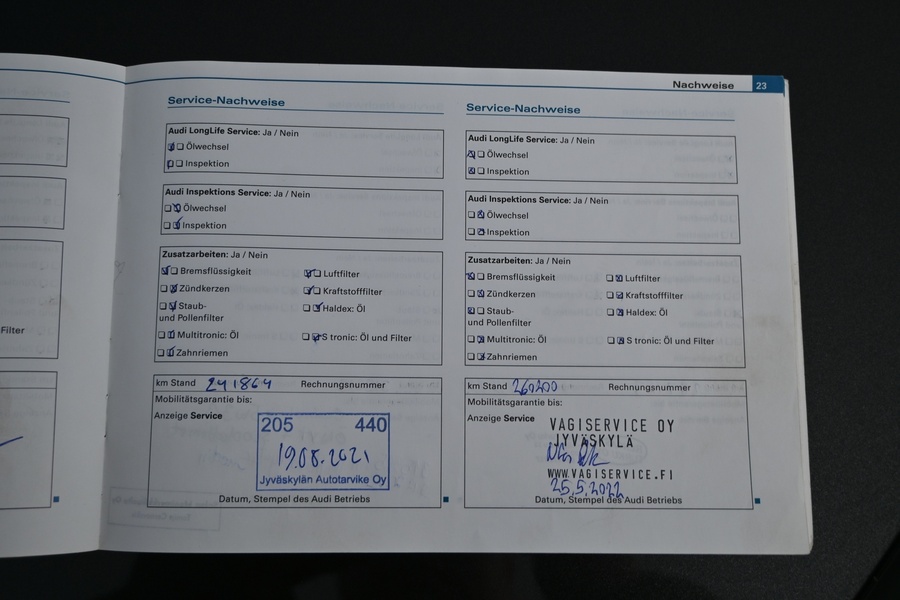 Nachweise 23
Filter
Service-Nachweise
Audi LongLife Service: Ja / Nein
Ölwechsel
Inspektion
Audi Inspektions Service: Ja / Nein
Ölwechsel
Inspektion
Zusatzarbeiten: Ja / Nein
Bremsflüssigkeit Luftfilter
Zündkerzen Kraftstofffilter
Staub- Haldex: Öl
und Pollenfilter
Multitronic: Öl S tronic: Öl und Filter
Zahnriemen
km Stand 241864 Rechnungsnummer
Mobilitätsgarantie bis:
Anzeige Service
205 440
19.08.2021
Jyväskylän Autotarvike Oy
Datum, Stempel des Audi Betriebs
Service-Nachweise
Audi LongLife Service: Ja / Nein
Ölwechsel
Inspektion
Audi Inspektions Service: Ja / Nein
Ölwechsel
Inspektion
Zusatzarbeiten: Ja / Nein
Bremsflüssigkeit Luftfilter
Zündkerzen Kraftstofffilter
Staub- Haldex: Öl
und Pollenfilter
Multitronic: Öl S tronic: Öl und Filter
Zahnriemen
km Stand 260200 Rechnungsnummer
Mobilitätsgarantie bis:
Anzeige Service
VAGISERVICE OY
JYVÄSKYLÄ
WWW.VAGISERVICE.FI
25.5.2022
Datum, Stempel des Audi Betriebs